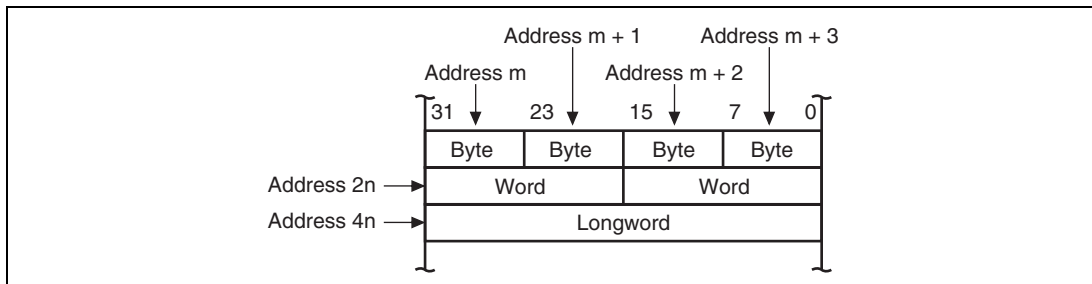 Address m + 1 Address m + 3
Address m Address m + 2
31 23 15 7 0
Byte Byte Byte Byte
Address 2n Word Word
Address 4n Longword